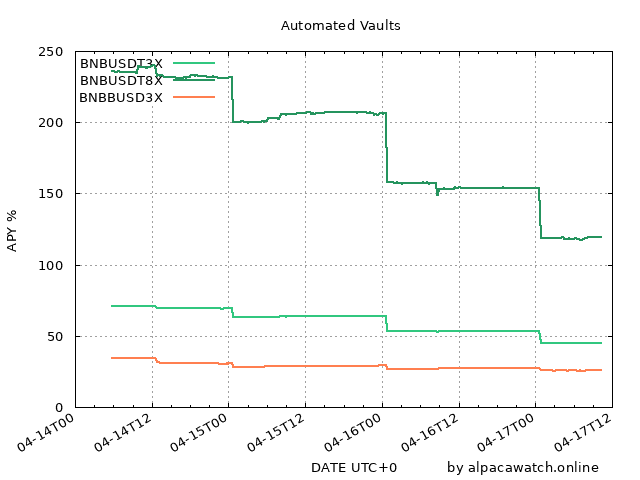 Automated Vaults
250
200
150
100
50
0
APY %
BNBUSDT3X
BNBUSDT8X
BNBBUSD3X
04-14T00
04-14T12
04-15T00
04-15T12
04-16T00
04-16T12
04-17T00
04-17T12
DATE UTC+0
by alpacawatch.online